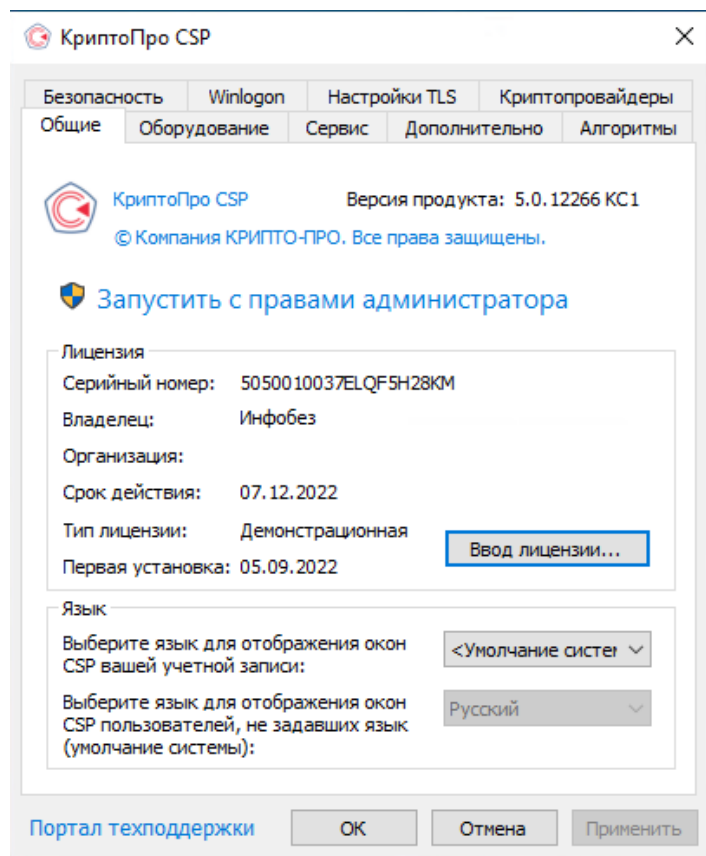 КриптоПро CSP
Безопасность Winlogon Настройки TLS Криптопровайдеры
Общие Оборудование Сервис Дополнительно Алгоритмы
КриптоПро CSP Версия продукта: 5.0.12266 КС1
© Компания КРИПТО-ПРО. Все права защищены.
Запустить с правами администратора
Лицензия
Серийный номер: 5050010037ELQF5H28KM
Владелец: Инфобез
Организация:
Срок действия: 07.12.2022
Тип лицензии: Демонстрационная
Ввод лицензии...
Первая установка: 05.09.2022
Язык
Выберите язык для отображения окон
CSP вашей учетной записи:
<Умолчание систе
Выберите язык для отображения окон
CSP пользователей, не задавших язык
(умолчание системы):
Русский
Портал техподдержки ОК Отмена Применить